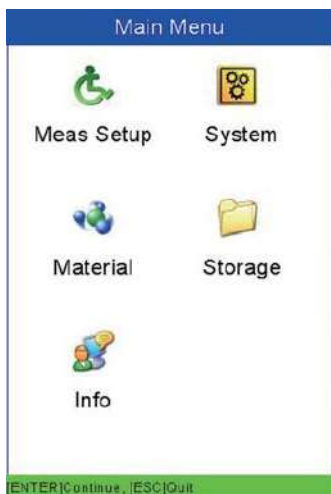 Main Menu
Meas Setup System
Material Storage
Info
[ENTER]Continue, [ESC]Quit